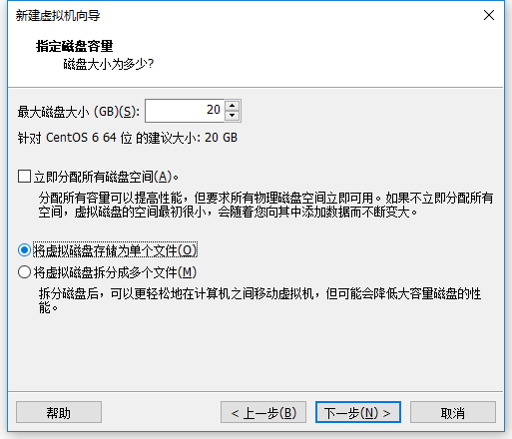 新建虚拟机向导
指定磁盘容量
磁盘大小为多少?
最大磁盘大小 (GB)(S): 20
针对 CentOS 6 64 位 的建议大小: 20 GB
立即分配所有磁盘空间(A)。
分配所有容量可以提高性能，但要求所有物理磁盘空间立即可用。如果不立即分配所有
空间，虚拟磁盘的空间最初很小，会随着您向其中添加数据而不断变大。
将虚拟磁盘存储为单个文件(O)
将虚拟磁盘拆分成多个文件(M)
拆分磁盘后，可以更轻松地在计算机之间移动虚拟机，但可能会降低大容量磁盘的性
能。
帮助 < 上一步(B) 下一步(N) > 取消